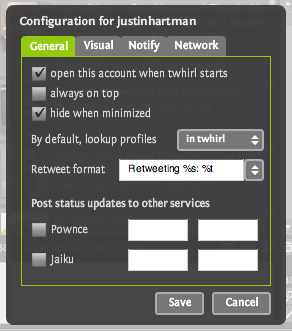 Configuration for justinhartman
General Visual Notify Network
open this account when twhirl starts
always on top
hide when minimized
By default, lookup profiles in twhirl
Retweet format Retweeting %s: %t
Post status updates to other services
Pownce
Jaiku
Save Cancel